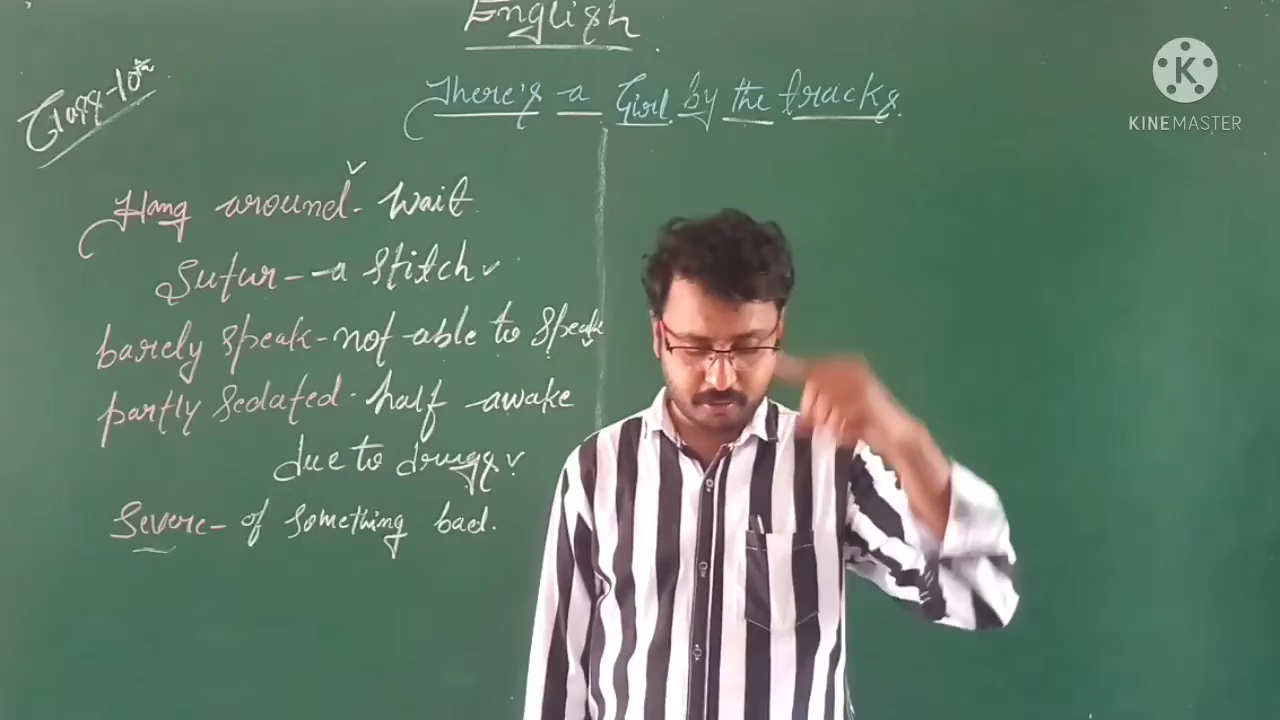 English
Class-10th
There's a Girl by the tracks.
Hang around - wait
Sutur - a stitch
barely speak - not able to speak
partly sedated - half awake
due to drugs
Severe - of something bad.
KINEMASTER